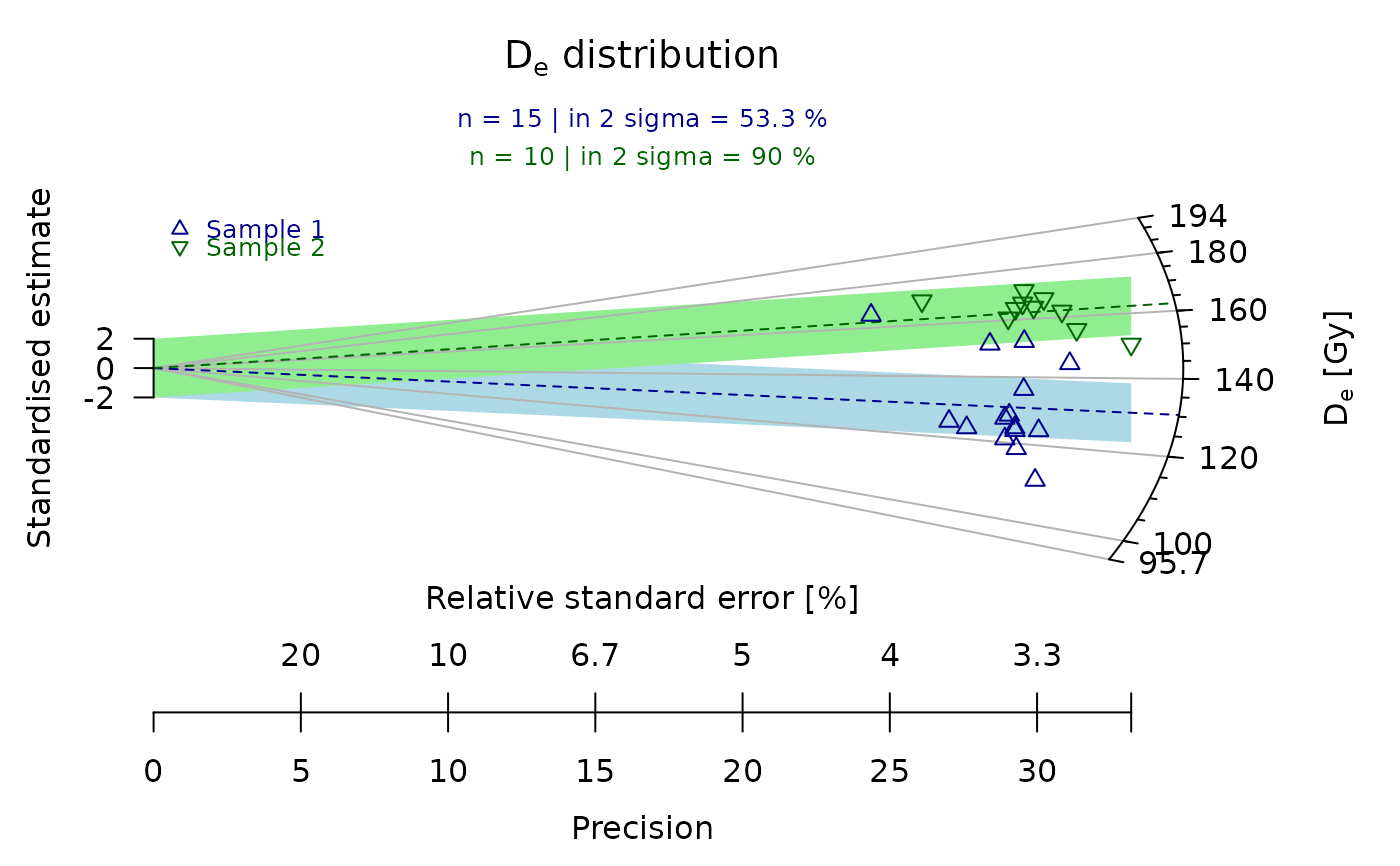 De distribution
n = 15 | in 2 sigma = 53.3 %
n = 10 | in 2 sigma = 90 %
Sample 1
Sample 2
Standardised estimate
2
0
-2
194
180
160
140
120
100
95.7
De [Gy]
Relative standard error [%]
20 10 6.7 5 4 3.3
0 5 10 15 20 25 30
Precision